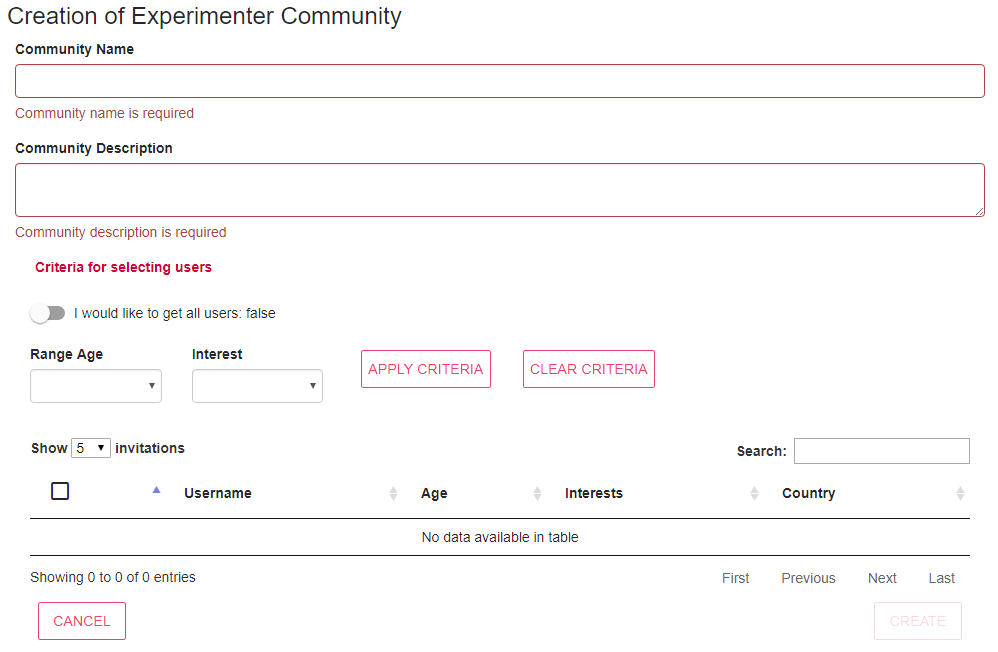 Creation of Experimenter Community
Community Name
Community name is required
Community Description
Community description is required
Criteria for selecting users
I would like to get all users: false
Range Age Interest
APPLY CRITERIA CLEAR CRITERIA
Show 5 invitations Search:
Username Age Interests Country
No data available in table
Showing 0 to 0 of 0 entries First Previous Next Last
CANCEL CREATE